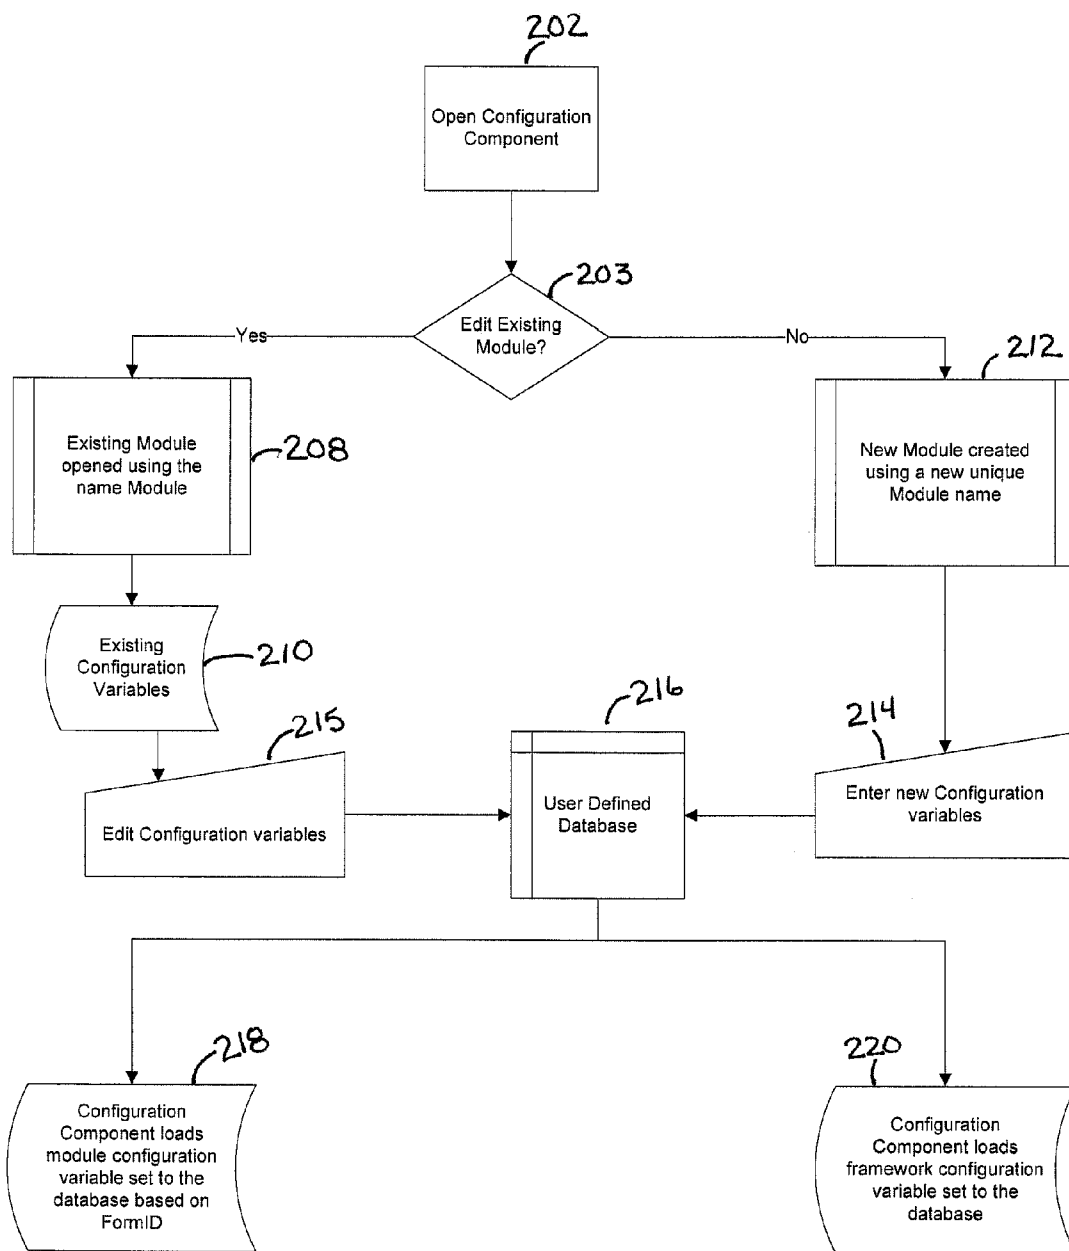 202
Open Configuration
Component
203
Edit Existing
Module?
Yes
No
212
Existing Module
opened using the
name Module
208
New Module created
using a new unique
Module name
Existing
Configuration
Variables
210
215
Edit Configuration variables
216
User Defined
Database
214
Enter new Configuration
variables
218
Configuration
Component loads
module configuration
variable set to the
database based on
FormID
220
Configuration
Component loads
framework configuration
variable set to the
database